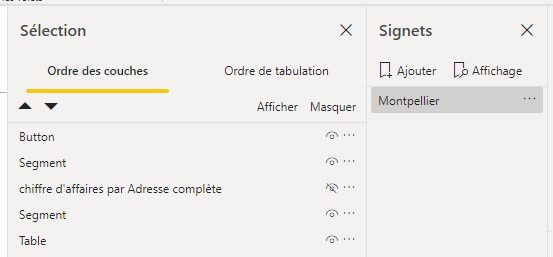 Sélection
Signets
Ordre des couches
Ordre de tabulation
Ajouter
Affichage
Afficher
Masquer
Montpellier
Button
Segment
chiffre d'affaires par Adresse complète
Segment
Table